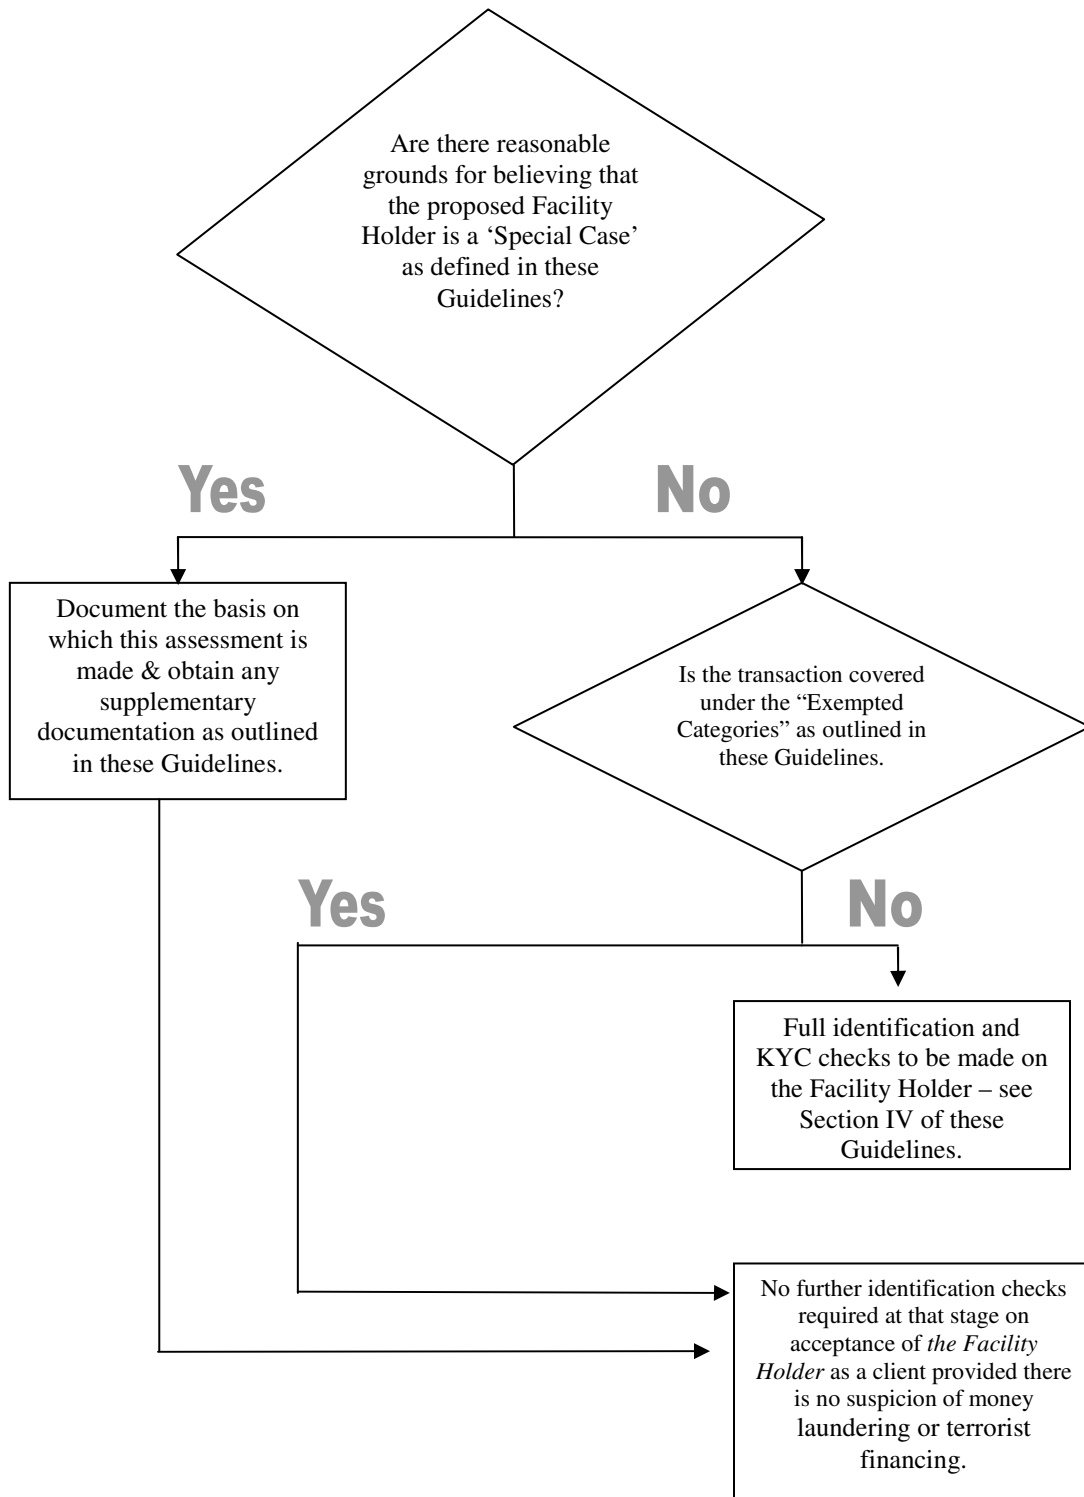 Are there reasonable
grounds for believing that
the proposed Facility
Holder is a ‘Special Case’
as defined in these
Guidelines?
Yes
No
Document the basis on
which this assessment is
made & obtain any
supplementary
documentation as outlined
in these Guidelines.
Is the transaction covered
under the “Exempted
Categories” as outlined in
these Guidelines.
Yes
No
Full identification and
KYC checks to be made on
the Facility Holder – see
Section IV of these
Guidelines.
No further identification checks
required at that stage on
acceptance of the Facility
Holder as a client provided there
is no suspicion of money
laundering or terrorist
financing.